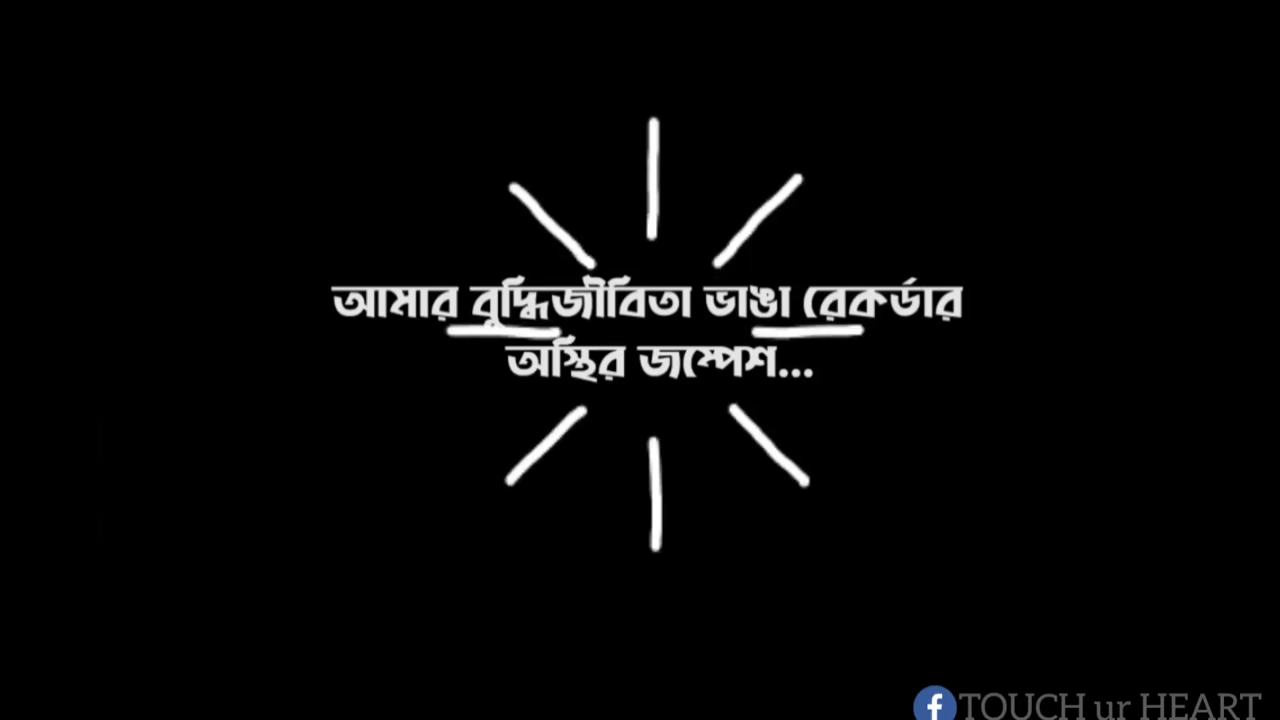 আমার বুদ্ধিজীবিতা ভাঙা রেকর্ডার
অস্থির জম্পেশ...
TOUCH ur HEART